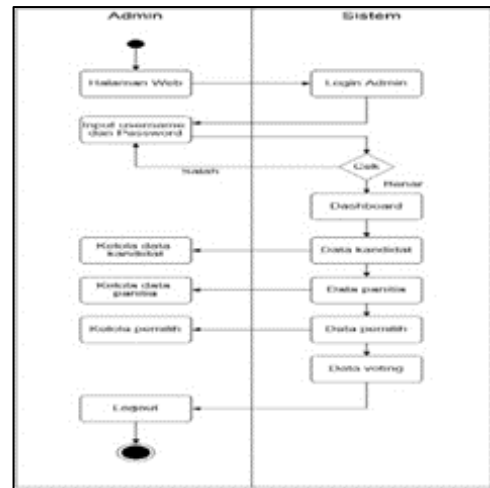 Admin
Sistem
Halaman Web
Login Admin
Input username
dan Password
Cek
Salah
Benar
Dashboard
Kelola data
kandidat
Data kandidat
Kelola data
panitia
Data panitia
Kelola pemilih
Data pemilih
Data voting
Logout